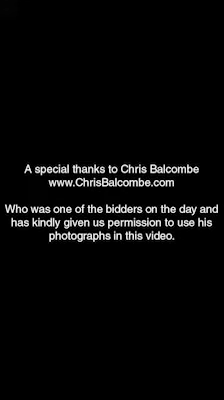 A special thanks to Chris Balcombe
www.ChrisBalcombe.com
Who was one of the bidders on the day and
has kindly given us permission to use his
photographs in this video.